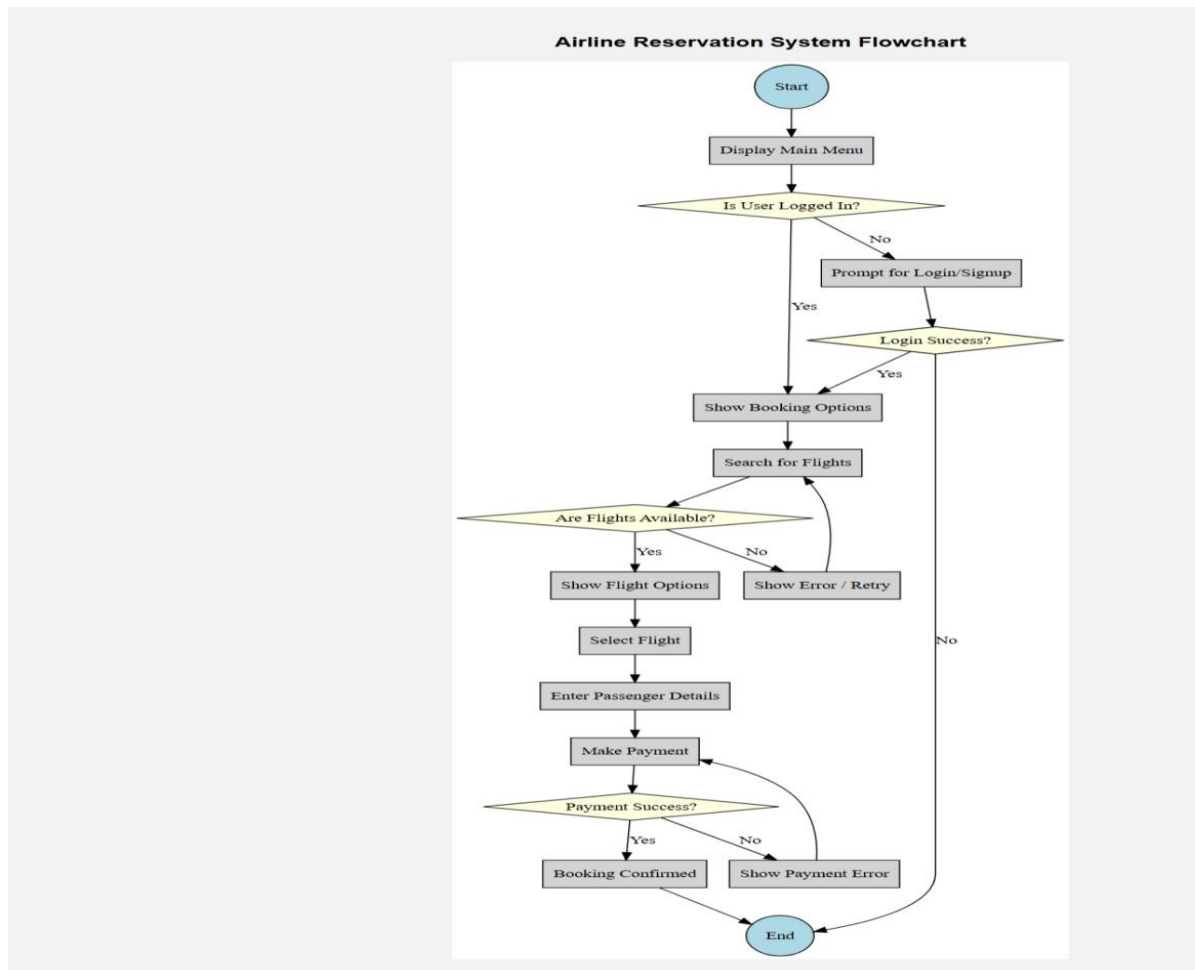 Airline Reservation System Flowchart
Start
Display Main Menu
Is User Logged In?
No
Prompt for Login/Signup
Yes
Login Success?
Yes
Show Booking Options
Search for Flights
Are Flights Available?
Yes
No
Show Flight Options
Show Error / Retry
Select Flight
No
Enter Passenger Details
Make Payment
Payment Success?
Yes
No
Booking Confirmed
Show Payment Error
End